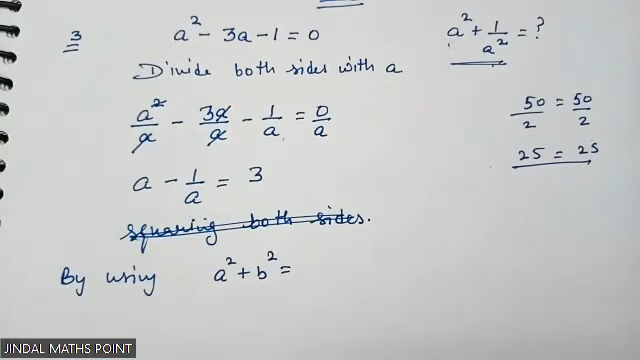 3 a² - 3a - 1 = 0 a² + 1/a² = ?
Divide both sides with a
a²/a - 3a/a - 1/a = 0/a 50/2 = 50/2
a - 1/a = 3 25 = 25
squaring both sides.
By using a² + b² =
JINDAL MATHS POINT